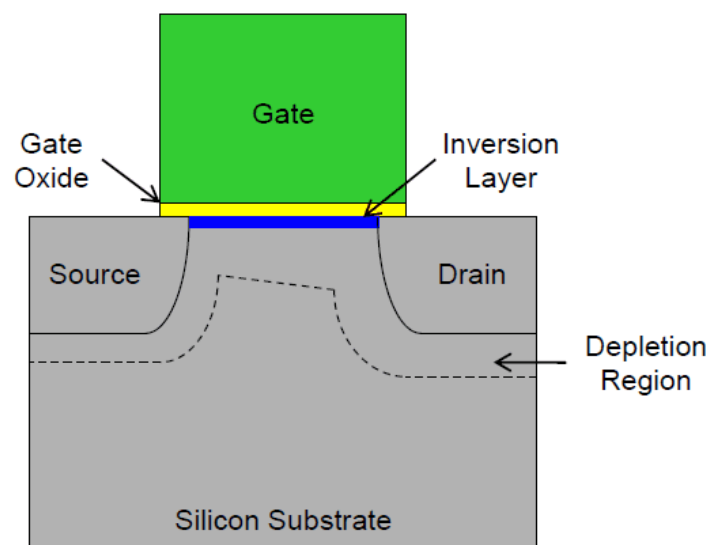 Gate
Gate
Oxide
Inversion
Layer
Source
Drain
Depletion
Region
Silicon Substrate